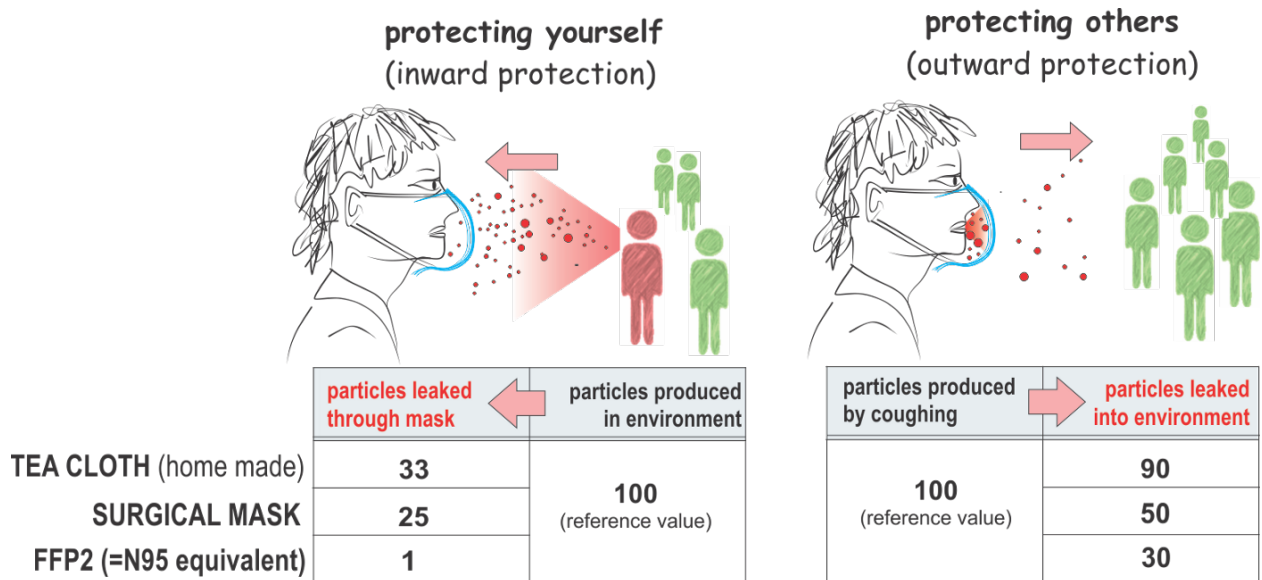 protecting yourself
(inward protection)
protecting others
(outward protection)
particles leaked
through mask
particles produced
in environment
particles produced
by coughing
particles leaked
into environment
TEA CLOTH (home made)
33
100
(reference value)
100
(reference value)
90
SURGICAL MASK
25
50
FFP2 (=N95 equivalent)
1
30